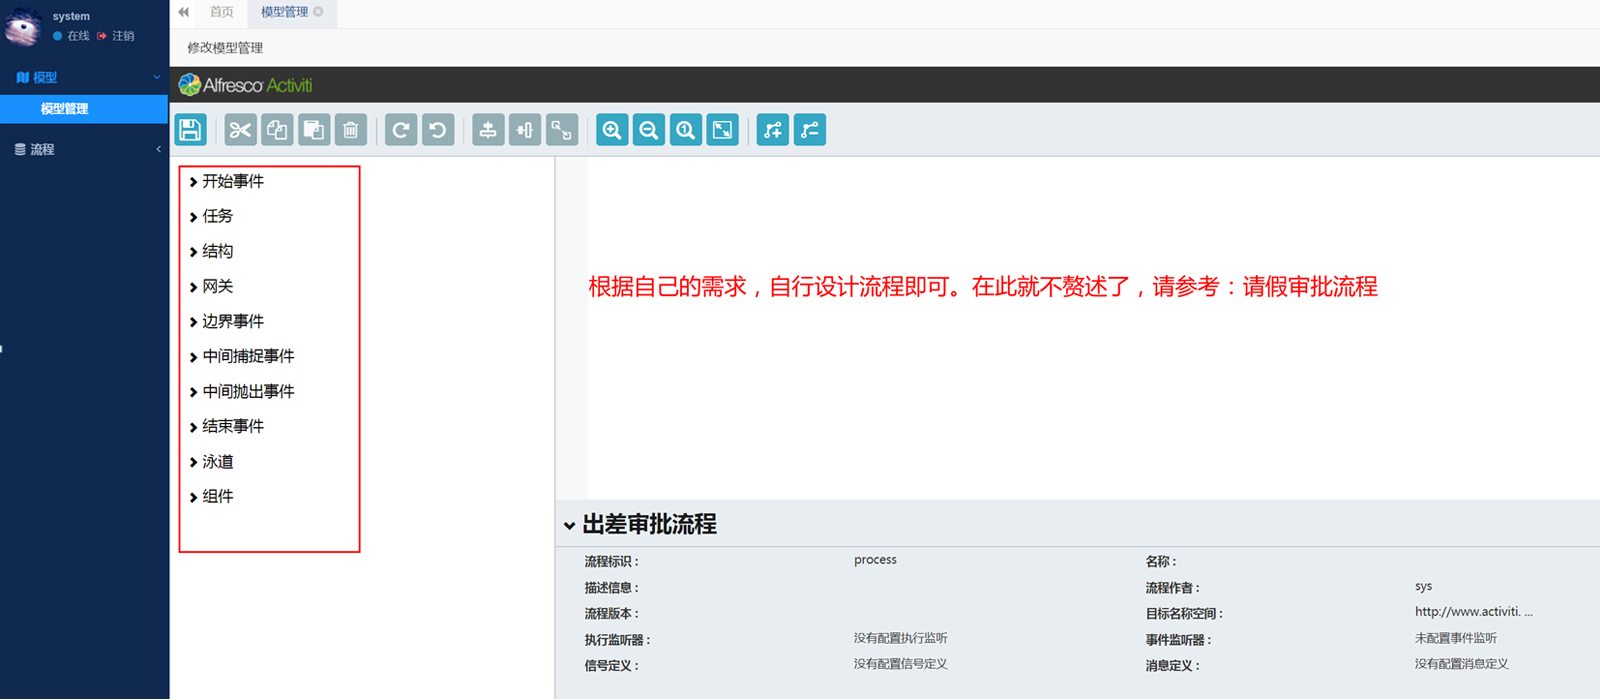 system
在线 注销
模型
模型管理
流程
首页 模型管理
修改模型管理
Alfresco Activiti
开始事件
任务
结构
网关
边界事件
中间捕捉事件
中间抛出事件
结束事件
泳道
组件
根据自己的需求，自行设计流程即可。在此就不赘述了，请参考：请假审批流程
出差审批流程
流程标识： process 名称：
描述信息： 流程作者： sys
流程版本： 目标名称空间： http://www.activiti. ...
执行监听器： 没有配置执行监听 事件监听器： 未配置事件监听
信号定义： 没有配置信号定义 消息定义： 没有配置消息定义